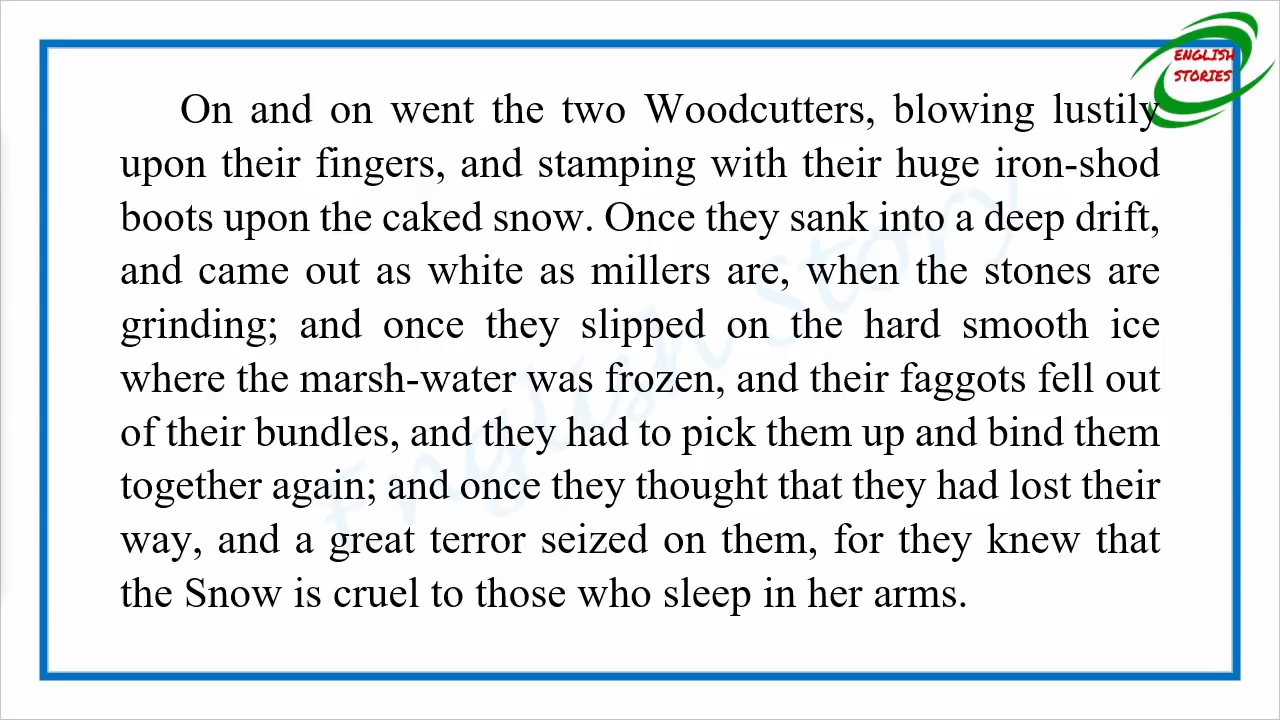 ENGLISH
STORIES
On and on went the two Woodcutters, blowing lustily
upon their fingers, and stamping with their huge iron-shod
boots upon the caked snow. Once they sank into a deep drift,
and came out as white as millers are, when the stones are
grinding; and once they slipped on the hard smooth ice
where the marsh-water was frozen, and their faggots fell out
of their bundles, and they had to pick them up and bind them
together again; and once they thought that they had lost their
way, and a great terror seized on them, for they knew that
the Snow is cruel to those who sleep in her arms.
English Story